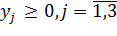 yⱼ ≥ 0, j = 1,3̅